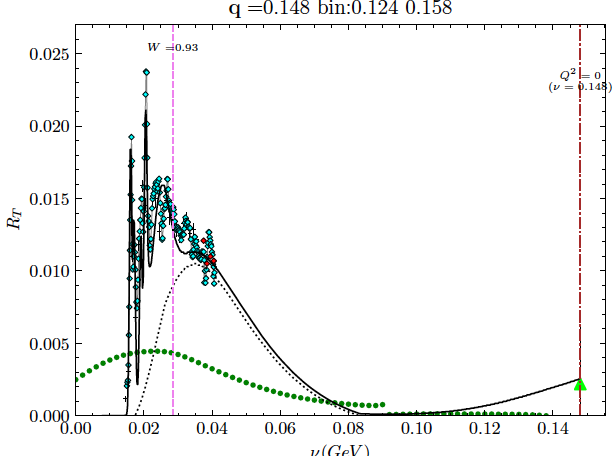 q =0.148 bin:0.124 0.158
W =0.93
Q² = 0
(ν = 0.148)
R_T
0.025
0.020
0.015
0.010
0.005
0.000
0.00 0.02 0.04 0.06 0.08 0.10 0.12 0.14
ν(GeV)